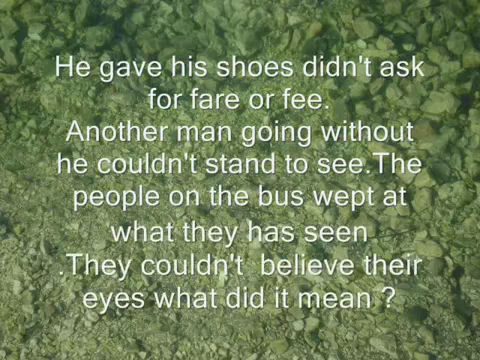 He gave his shoes didn't ask
for fare or fee.
Another man going without
he couldn't stand to see.The
people on the bus wept at
what they has seen
.They couldn't  believe their
eyes what did it mean ?